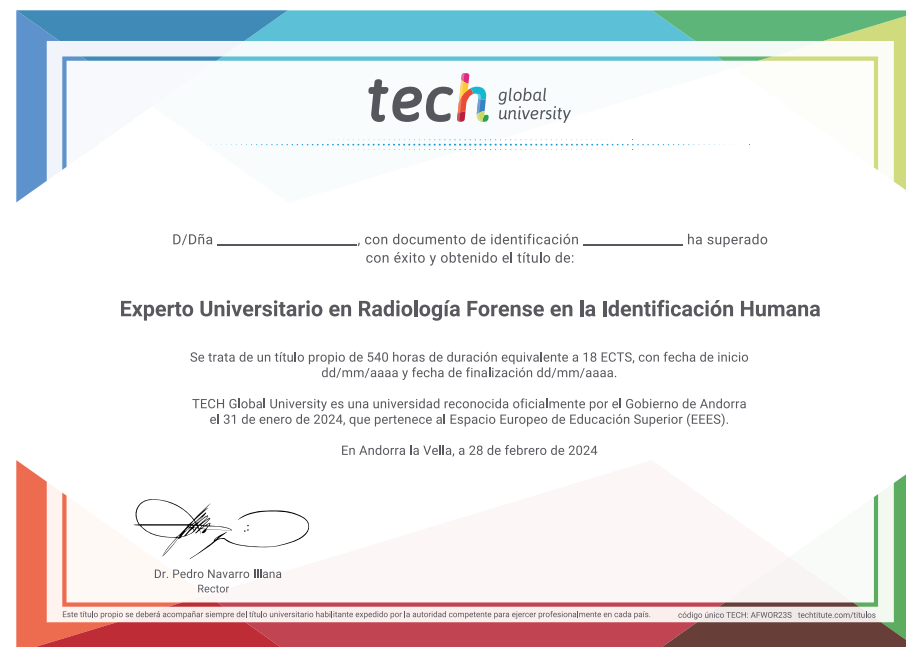 tech global university
D/Dña ____________________, con documento de identificación ______________ ha superado
con éxito y obtenido el título de:
Experto Universitario en Radiología Forense en la Identificación Humana
Se trata de un título propio de 540 horas de duración equivalente a 18 ECTS, con fecha de inicio
dd/mm/aaaa y fecha de finalización dd/mm/aaaa.
TECH Global University es una universidad reconocida oficialmente por el Gobierno de Andorra
el 31 de enero de 2024, que pertenece al Espacio Europeo de Educación Superior (EEES).
En Andorra la Vella, a 28 de febrero de 2024
Dr. Pedro Navarro Illana
Rector
Este título propio se deberá acompañar siempre del título universitario habilitante expedido por la autoridad competente para ejercer profesionalmente en cada país.
código único TECH: AFWOR23S techtitute.com/titulos